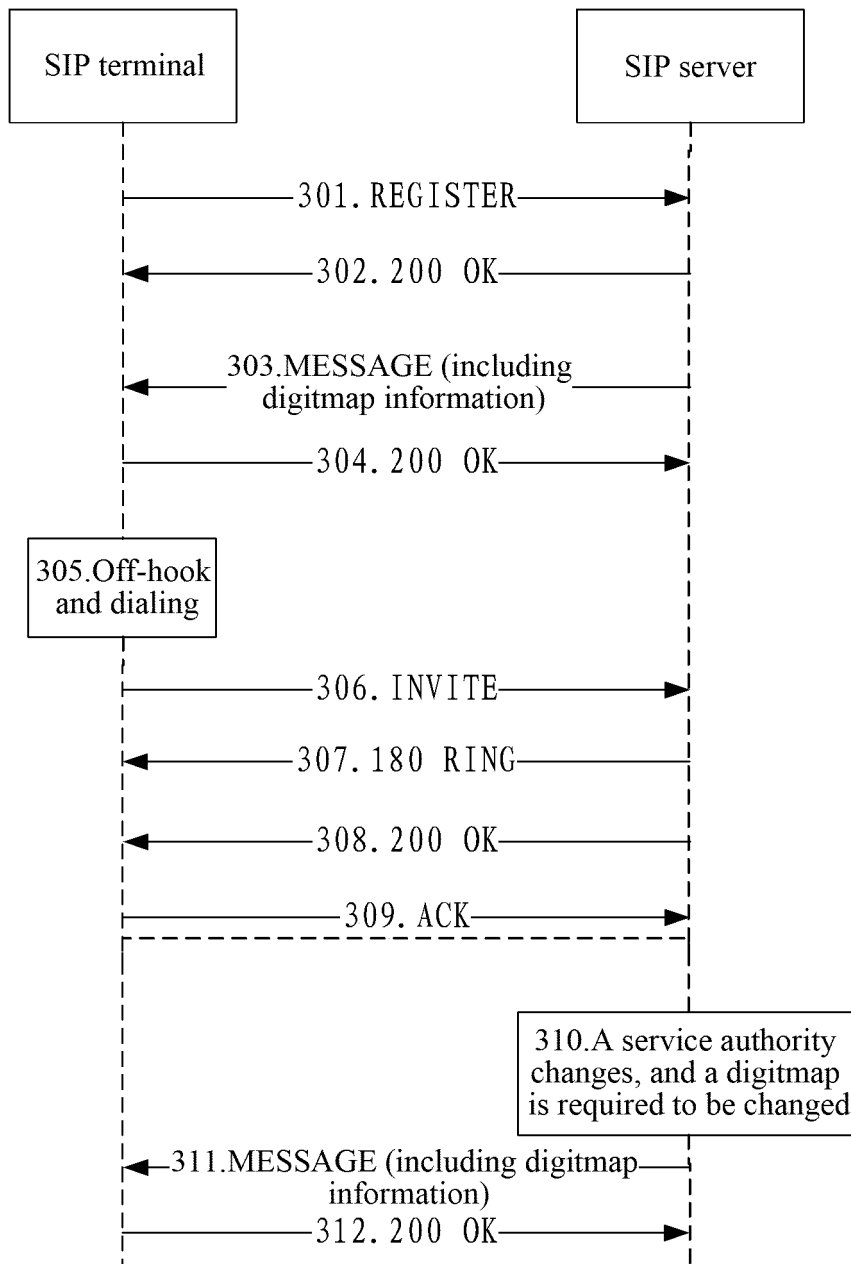 SIP terminal
SIP server
301.REGISTER
302.200 OK
303.MESSAGE (including
digitmap information)
304.200 OK
305.Off-hook
and dialing
306.INVITE
307.180 RING
308.200 OK
309.ACK
310.A service authority
changes, and a digitmap
is required to be changed
311.MESSAGE (including digitmap
information)
312.200 OK